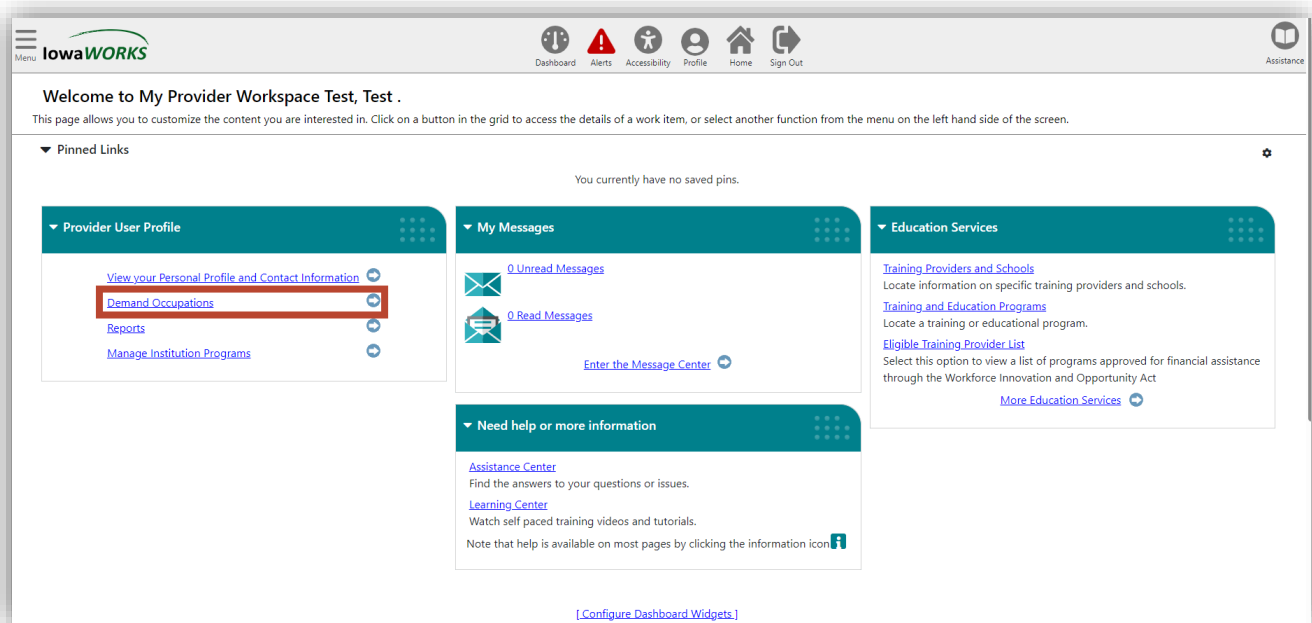 Menu
IowaWORKS
Dashboard
Alerts
Accessibility
Profile
Home
Sign Out
Assistance
Welcome to My Provider Workspace Test, Test .
This page allows you to customize the content you are interested in. Click on a button in the grid to access the details of a work item, or select another function from the menu on the left hand side of the screen.
Pinned Links
You currently have no saved pins.
Provider User Profile
View your Personal Profile and Contact Information
Demand Occupations
Reports
Manage Institution Programs
My Messages
0 Unread Messages
0 Read Messages
Enter the Message Center
Education Services
Training Providers and Schools
Locate information on specific training providers and schools.
Training and Education Programs
Locate a training or educational program.
Eligible Training Provider List
Select this option to view a list of programs approved for financial assistance
through the Workforce Innovation and Opportunity Act
More Education Services
Need help or more information
Assistance Center
Find the answers to your questions or issues.
Learning Center
Watch self paced training videos and tutorials.
Note that help is available on most pages by clicking the information icon
[ Configure Dashboard Widgets ]